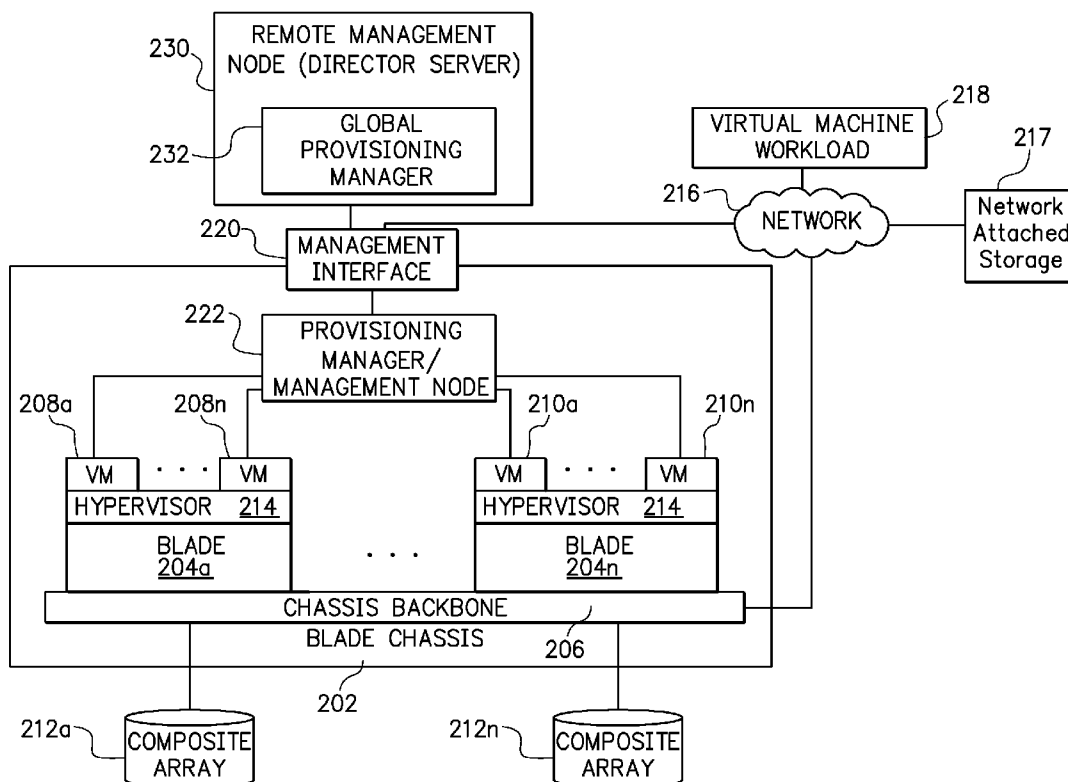 230
REMOTE MANAGEMENT
NODE (DIRECTOR SERVER)
232
GLOBAL
PROVISIONING
MANAGER
218
VIRTUAL MACHINE
WORKLOAD
217
216
NETWORK
Network
Attached
Storage
220
MANAGEMENT
INTERFACE
222
PROVISIONING
MANAGER/
MANAGEMENT NODE
208a
208n
210a
210n
VM
. . .
VM
VM
. . .
VM
HYPERVISOR 214
HYPERVISOR 214
BLADE
204a
. . .
BLADE
204n
CHASSIS BACKBONE
BLADE CHASSIS
206
202
212a
COMPOSITE
ARRAY
212n
COMPOSITE
ARRAY